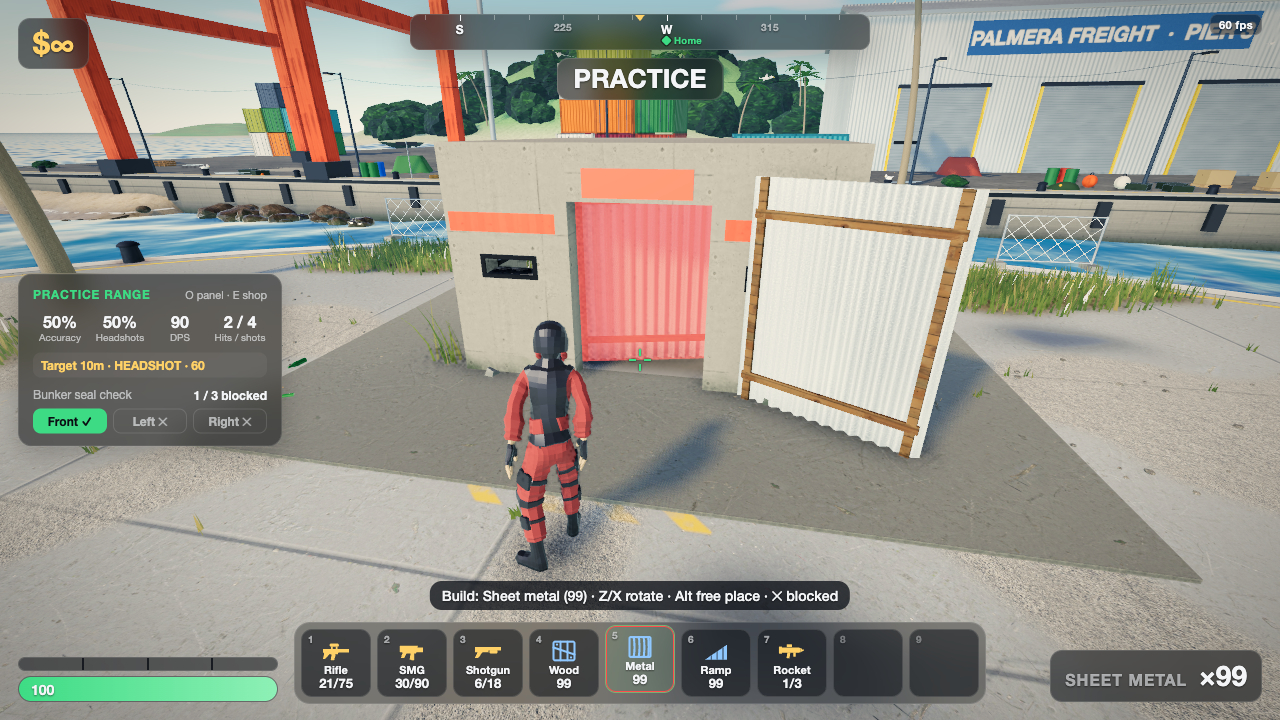 $∞
S 225 W 315
Home
60 fps
PALMERA FREIGHT · PIER
PRACTICE
PRACTICE RANGE O panel · E shop
50% 50% 90 2 / 4
Accuracy Headshots DPS Hits / shots
Target 10m · HEADSHOT · 60
Bunker seal check 1 / 3 blocked
Front ✓ Left ✕ Right ✕
Build: Sheet metal (99) · Z/X rotate · Alt free place · ✕ blocked
1 2 3 4 5 6 7 8 9
Rifle SMG Shotgun Wood Metal Ramp Rocket
21/75 30/90 6/18 99 99 99 1/3
100
SHEET METAL ×99